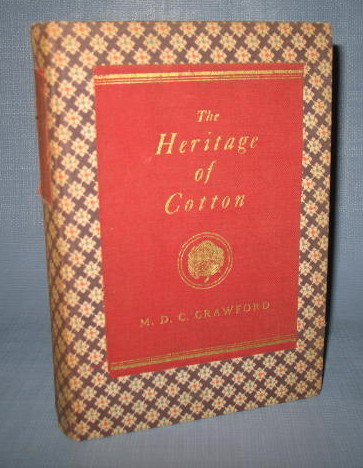 The
Heritage
of
Cotton
M. D. C. CRAWFORD